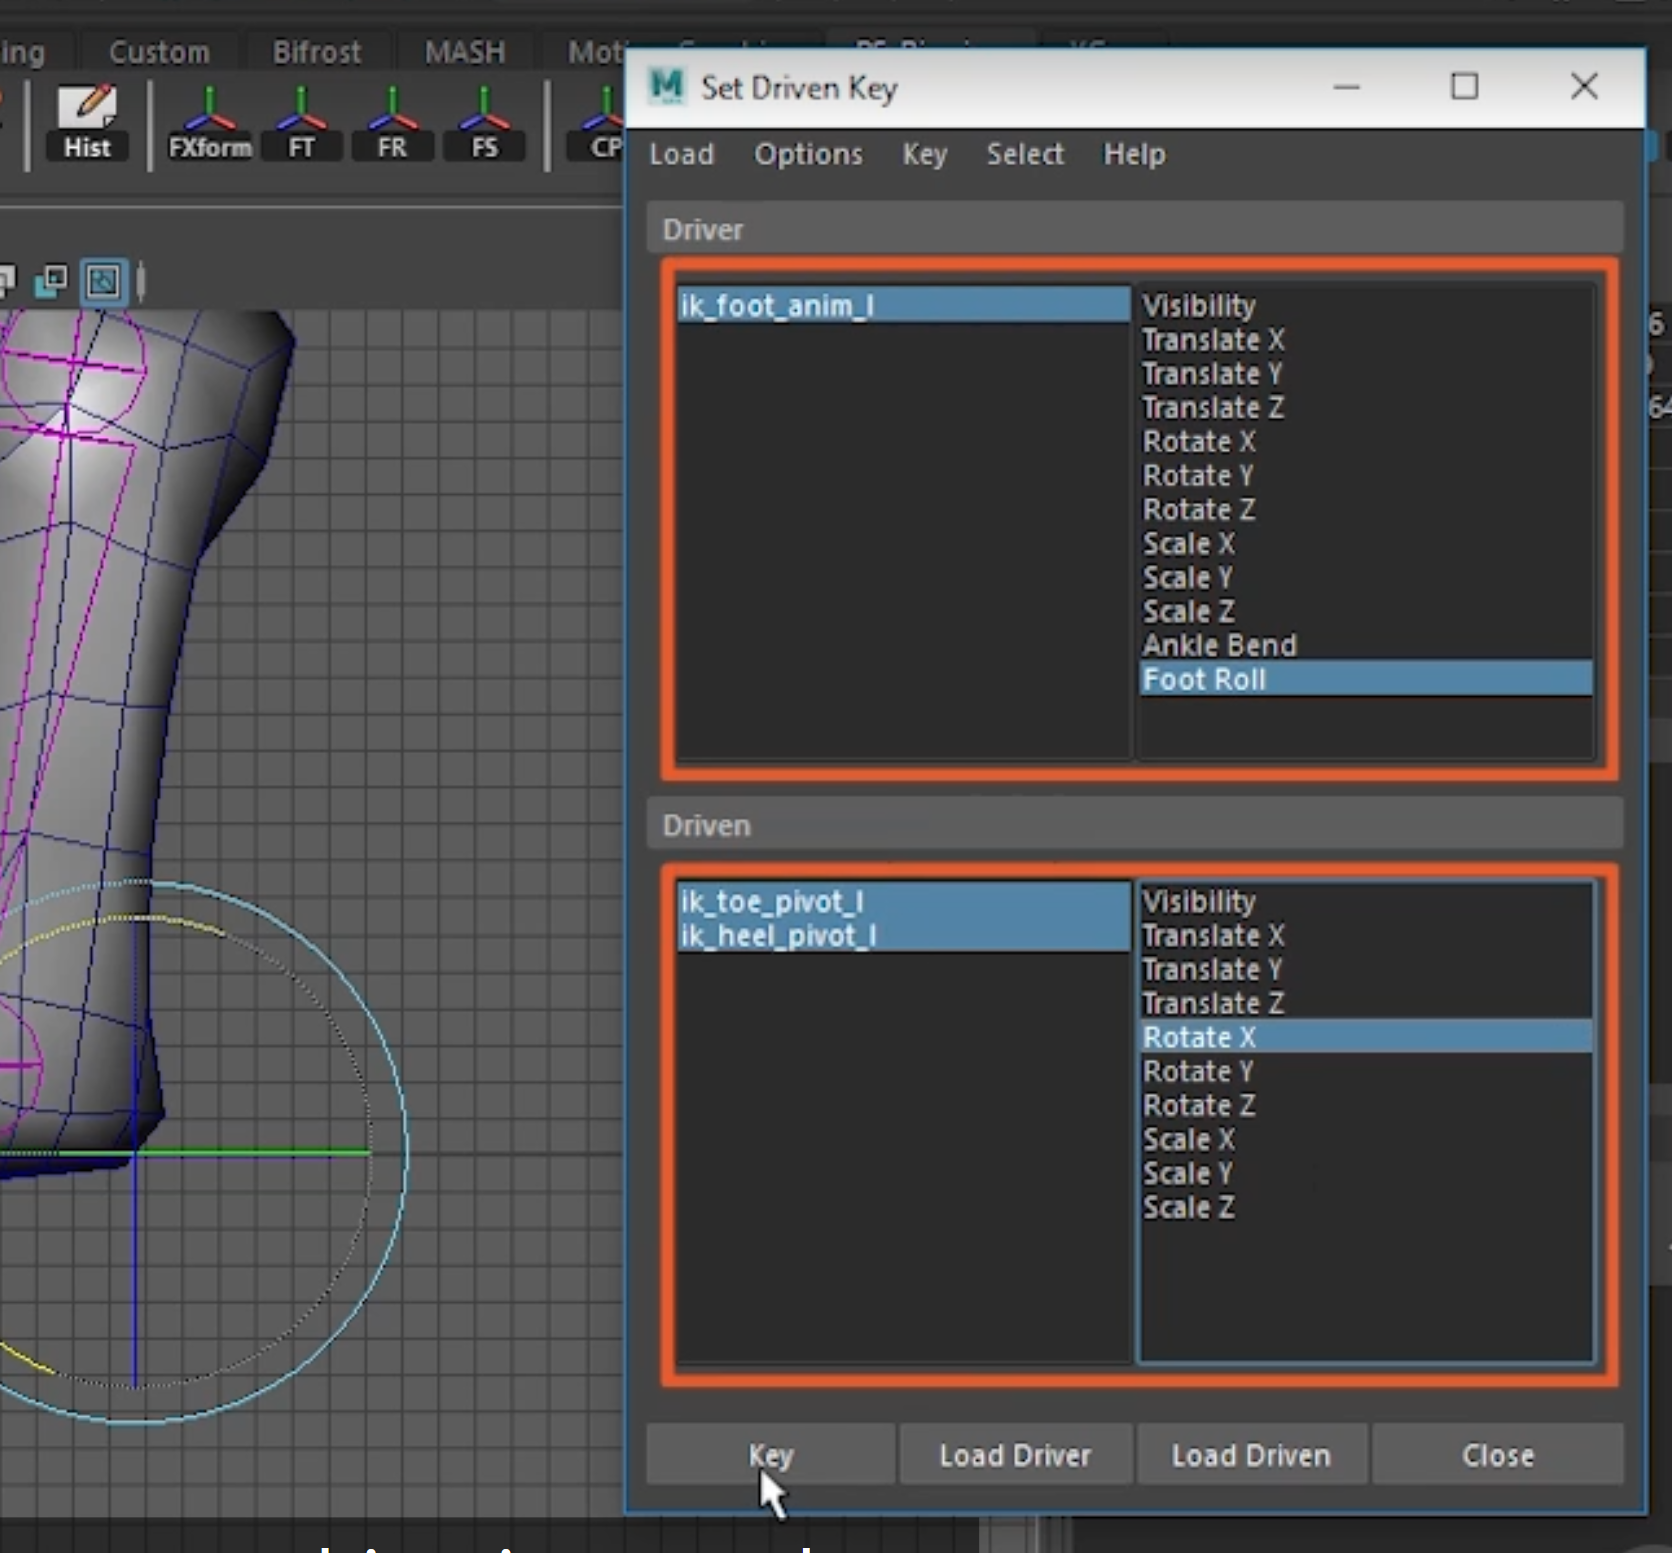 ing Custom Bifrost MASH
Set Driven Key
Hist FXform FT FR FS CP
Load Options Key Select Help
Driver
ik_foot_anim_l
Visibility
Translate X
Translate Y
Translate Z
Rotate X
Rotate Y
Rotate Z
Scale X
Scale Y
Scale Z
Ankle Bend
Foot Roll
Driven
ik_toe_pivot_l
ik_heel_pivot_l
Visibility
Translate X
Translate Y
Translate Z
Rotate X
Rotate Y
Rotate Z
Scale X
Scale Y
Scale Z
Key Load Driver Load Driven Close